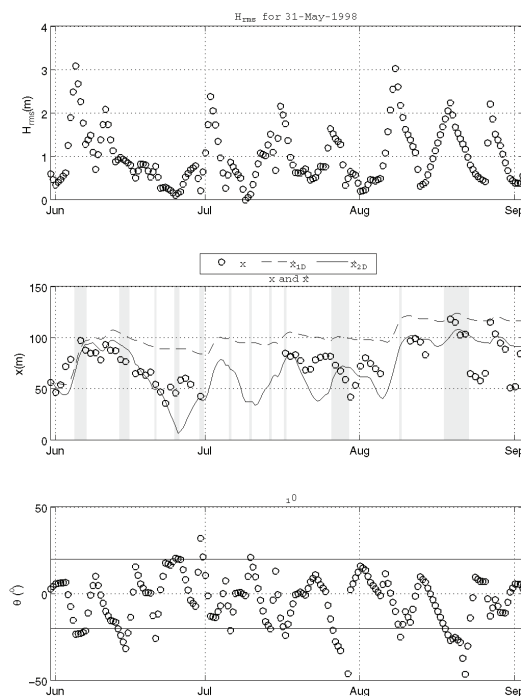 H_rms for 31-May-1998
4
3
2
1
0
H_rms(m)
Jun Jul Aug Sep
x x̂_1D x̂_2D
x and x̂
150
100
50
0
x(m)
Jun Jul Aug Sep
50
0
−50
Jun Jul Aug Sep